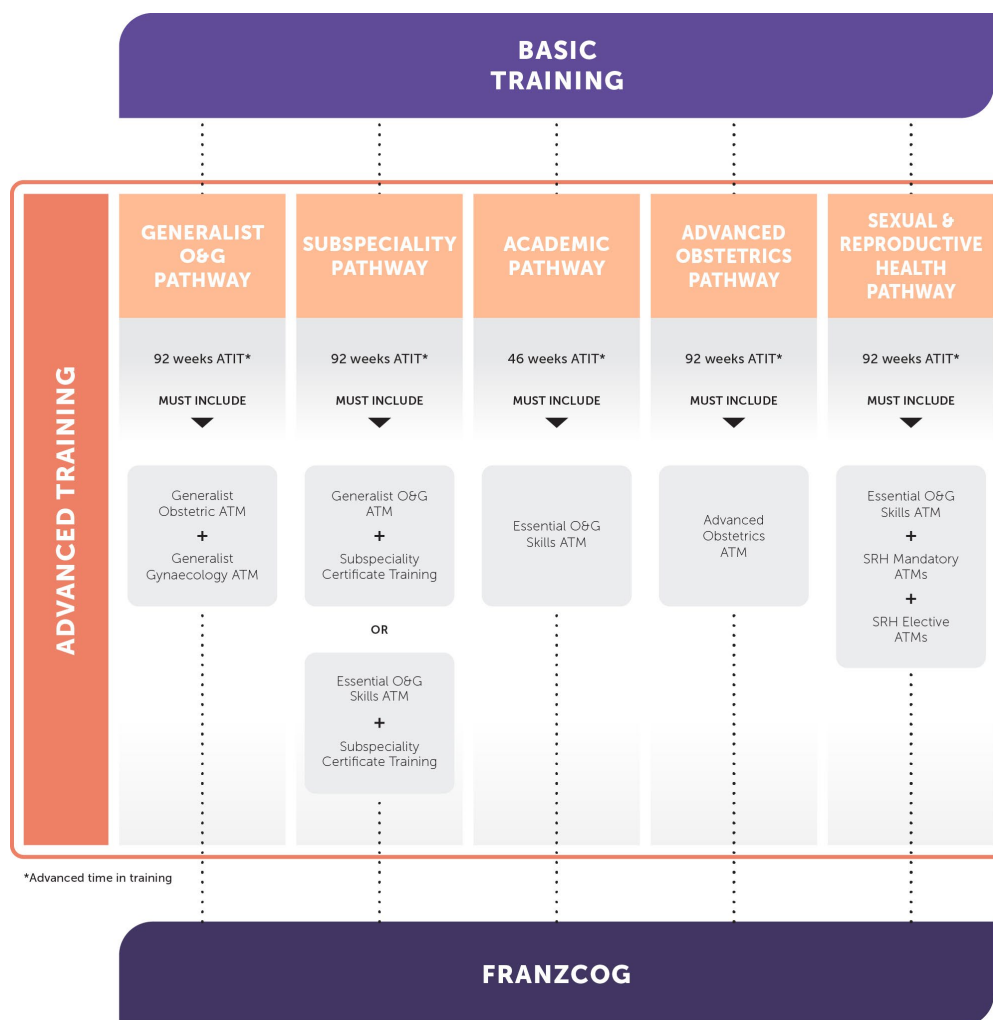 BASIC
TRAINING
ADVANCED TRAINING
GENERALIST
O&G
PATHWAY
92 weeks ATIT*
MUST INCLUDE
Generalist
Obstetric ATM
+
Generalist
Gynaecology ATM
SUBSPECIALITY
PATHWAY
92 weeks ATIT*
MUST INCLUDE
Generalist O&G
ATM
+
Subspeciality
Certificate Training
OR
Essential O&G
Skills ATM
+
Subspeciality
Certificate Training
ACADEMIC
PATHWAY
46 weeks ATIT*
MUST INCLUDE
Essential O&G
Skills ATM
ADVANCED
OBSTETRICS
PATHWAY
92 weeks ATIT*
MUST INCLUDE
Advanced
Obstetrics
ATM
SEXUAL &
REPRODUCTIVE
HEALTH
PATHWAY
92 weeks ATIT*
MUST INCLUDE
Essential O&G
Skills ATM
+
SRH Mandatory
ATMs
+
SRH Elective
ATMs
*Advanced time in training
FRANZCOG